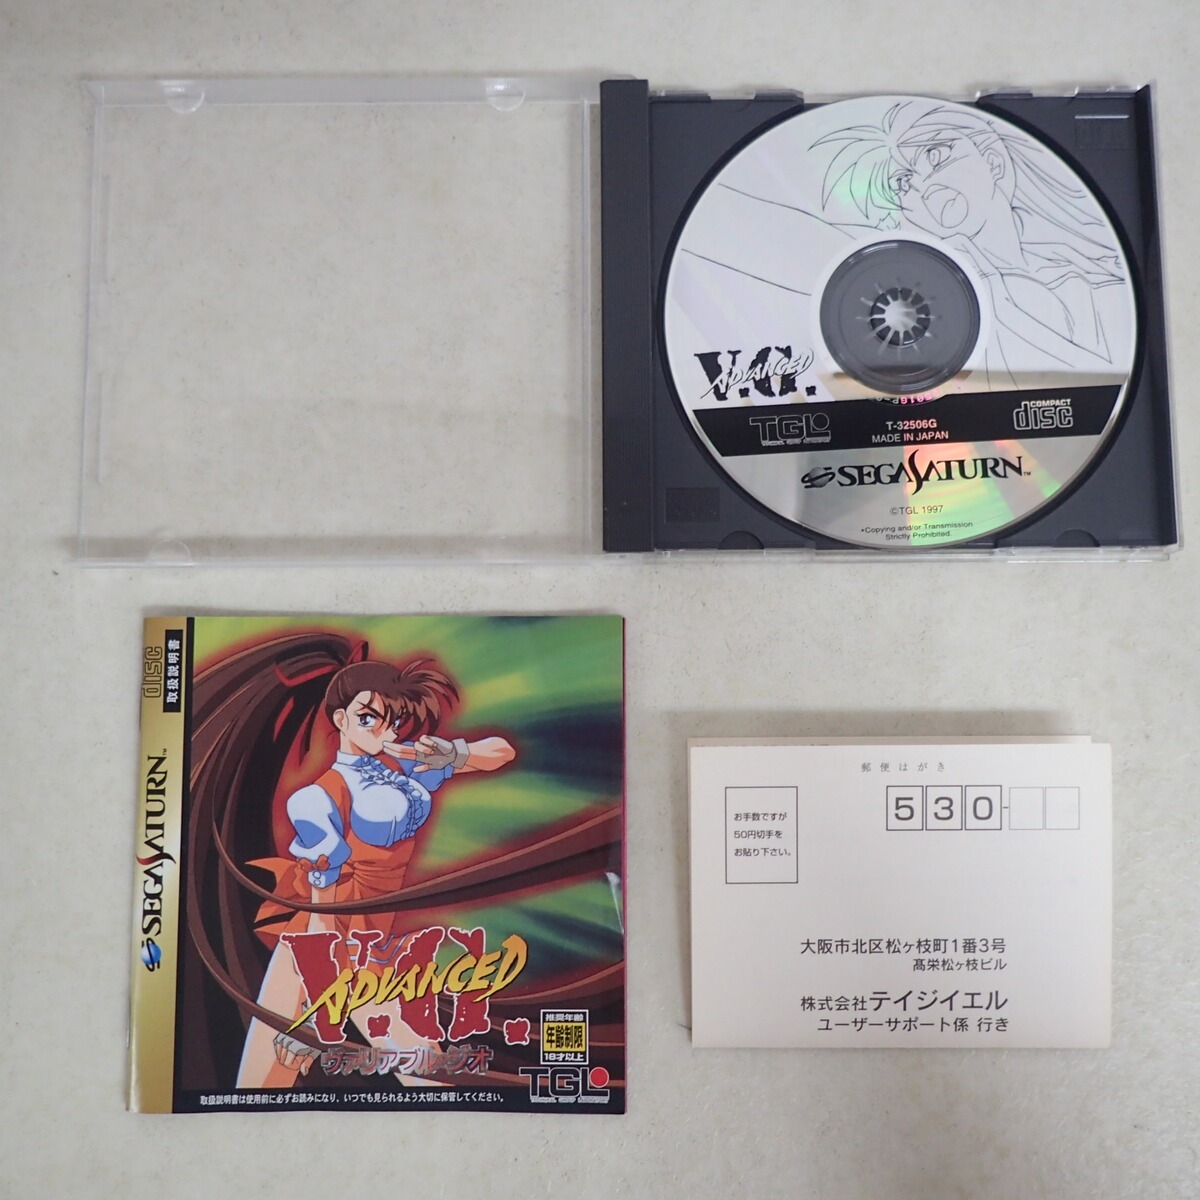 V.G.
ADVANCED
TGL
T-32506G
MADE IN JAPAN
COMPACT
disc
SEGA SATURN™
©TGL 1997
•Copying and/or Transmission
Strictly Prohibited.
disc
取扱説明書
SEGA SATURN™
V.G.
ADVANCED
ヴァリアブル・ジオ
推奨年齢
年齢制限
18才以上
TGL
取扱説明書は使用前に必ずお読みになり、いつでも見られるよう大切に保管してください。
郵便はがき
お手数ですが
50円切手を
お貼り下さい。
530-
大阪市北区松ヶ枝町1番3号
髙栄松ヶ枝ビル
株式会社テイジイエル
ユーザーサポート係 行き